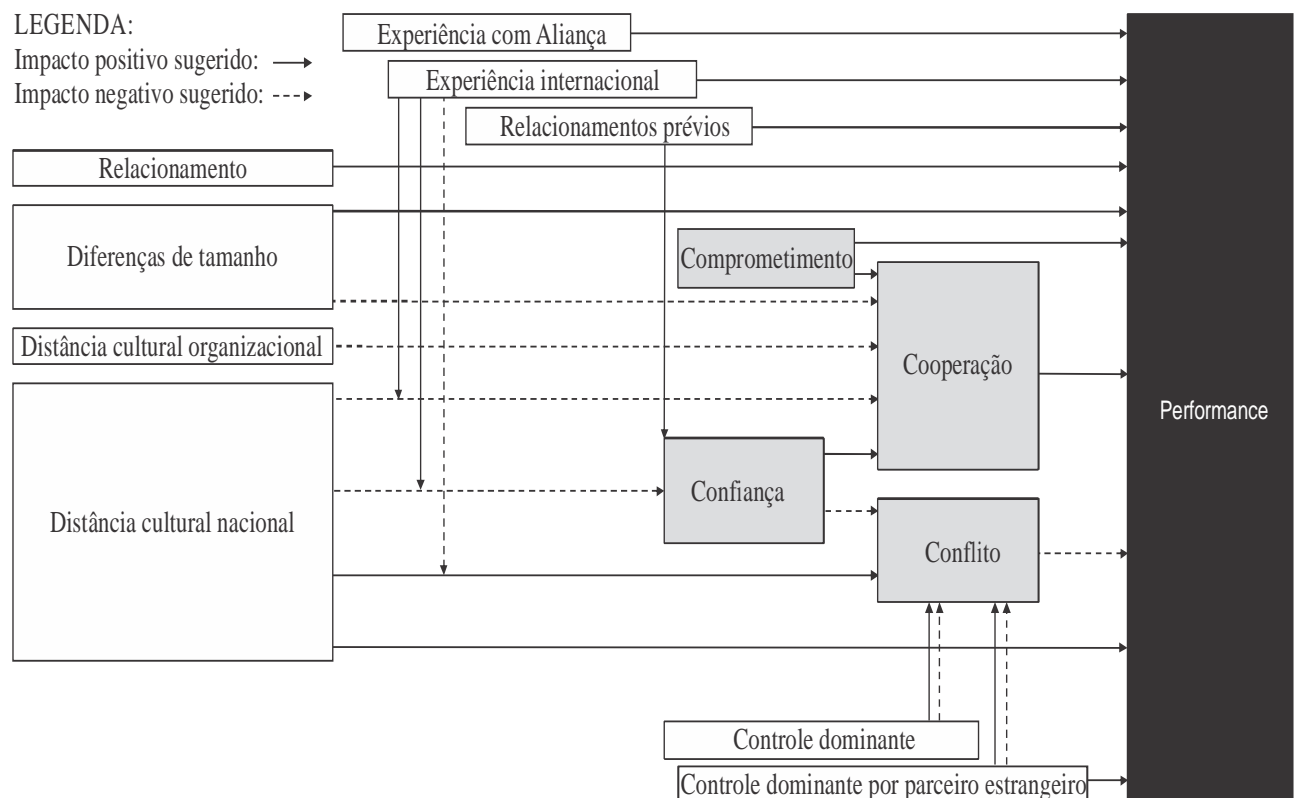 LEGENDA:
Impacto positivo sugerido:
Impacto negativo sugerido:
Experiência com Aliança
Experiência internacional
Relacionamentos prévios
Relacionamento
Diferenças de tamanho
Comprometimento
Distância cultural organizacional
Cooperação
Performance
Distância cultural nacional
Confiança
Conflito
Controle dominante
Controle dominante por parceiro estrangeiro